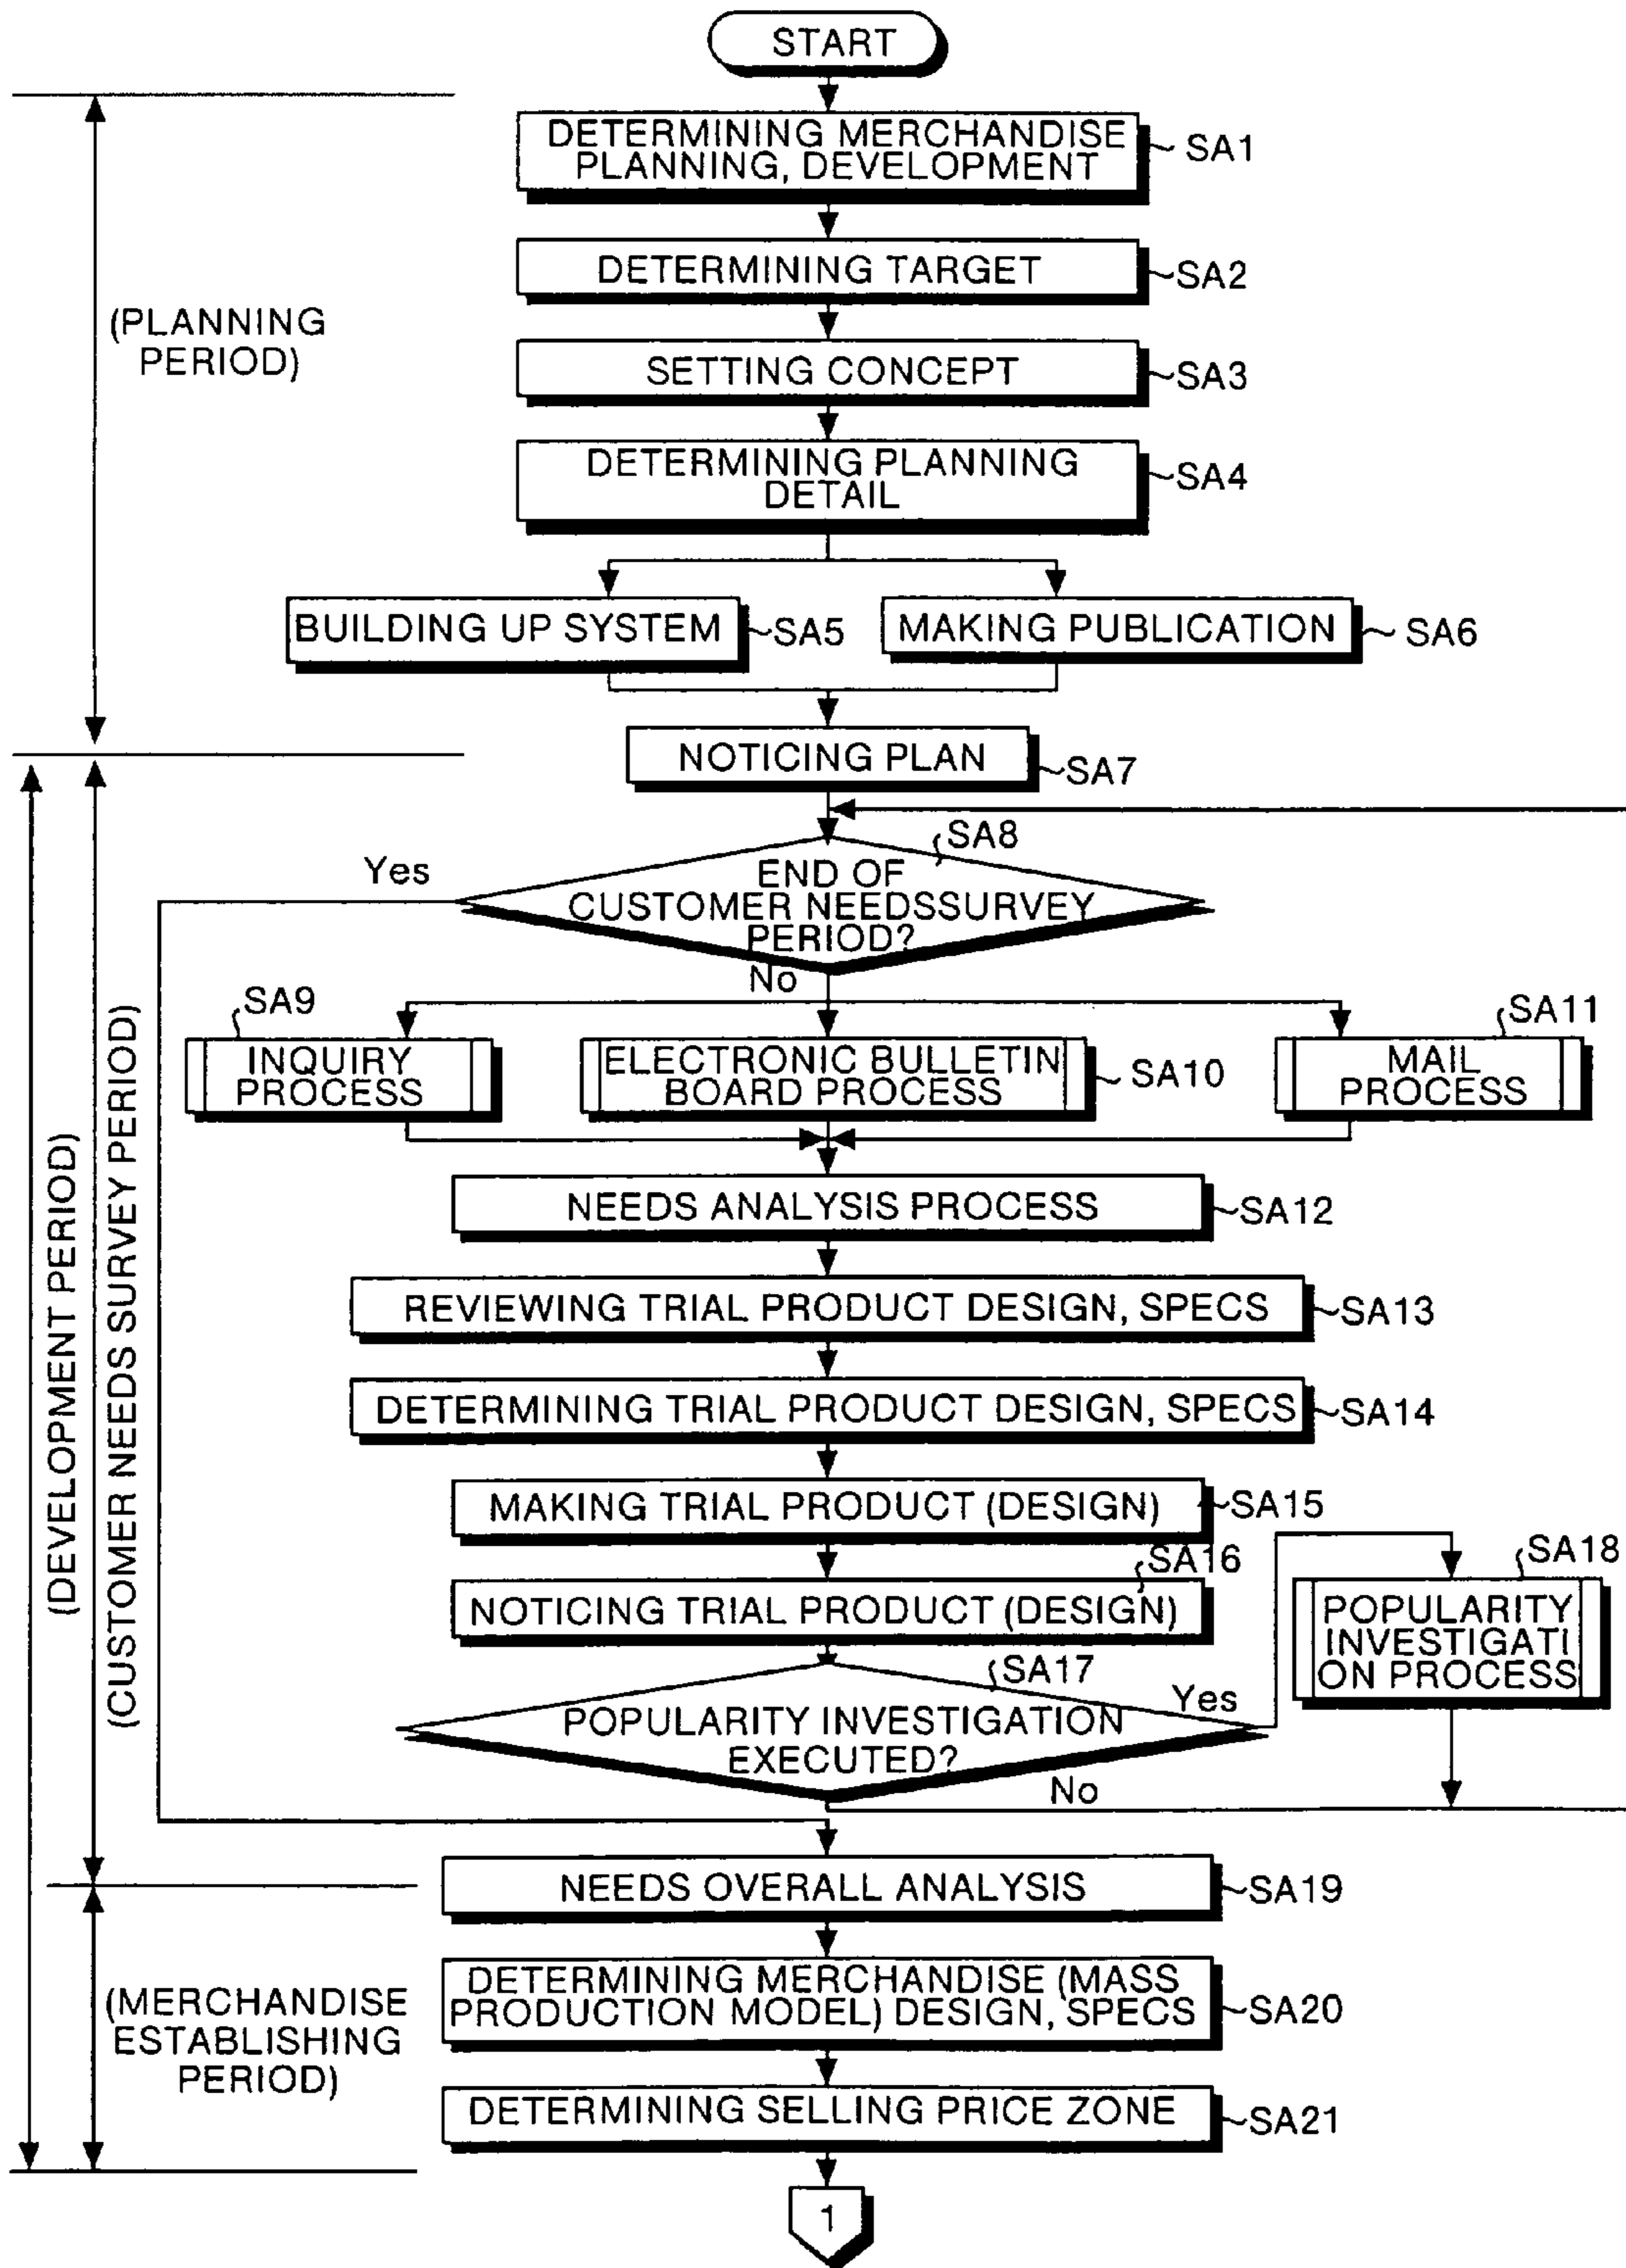 START
DETERMINING MERCHANDISE
PLANNING, DEVELOPMENT
SA1
DETERMINING TARGET
SA2
(PLANNING
PERIOD)
SETTING CONCEPT
SA3
DETERMINING PLANNING
DETAIL
SA4
BUILDING UP SYSTEM
SA5
MAKING PUBLICATION
SA6
NOTICING PLAN
SA7
SA8
Yes
END OF
CUSTOMER NEEDSSURVEY
PERIOD?
No
SA9
INQUIRY
PROCESS
ELECTRONIC BULLETIN
BOARD PROCESS
SA10
SA11
MAIL
PROCESS
(DEVELOPMENT PERIOD)
(CUSTOMER NEEDS SURVEY PERIOD)
NEEDS ANALYSIS PROCESS
SA12
REVIEWING TRIAL PRODUCT DESIGN, SPECS
SA13
DETERMINING TRIAL PRODUCT DESIGN, SPECS
SA14
MAKING TRIAL PRODUCT (DESIGN)
SA15
SA16
NOTICING TRIAL PRODUCT (DESIGN)
SA17
POPULARITY INVESTIGATION
EXECUTED?
Yes
No
SA18
POPULARITY
INVESTIGATI
ON PROCESS
NEEDS OVERALL ANALYSIS
SA19
(MERCHANDISE
ESTABLISHING
PERIOD)
DETERMINING MERCHANDISE (MASS
PRODUCTION MODEL) DESIGN, SPECS
SA20
DETERMINING SELLING PRICE ZONE
SA21
1